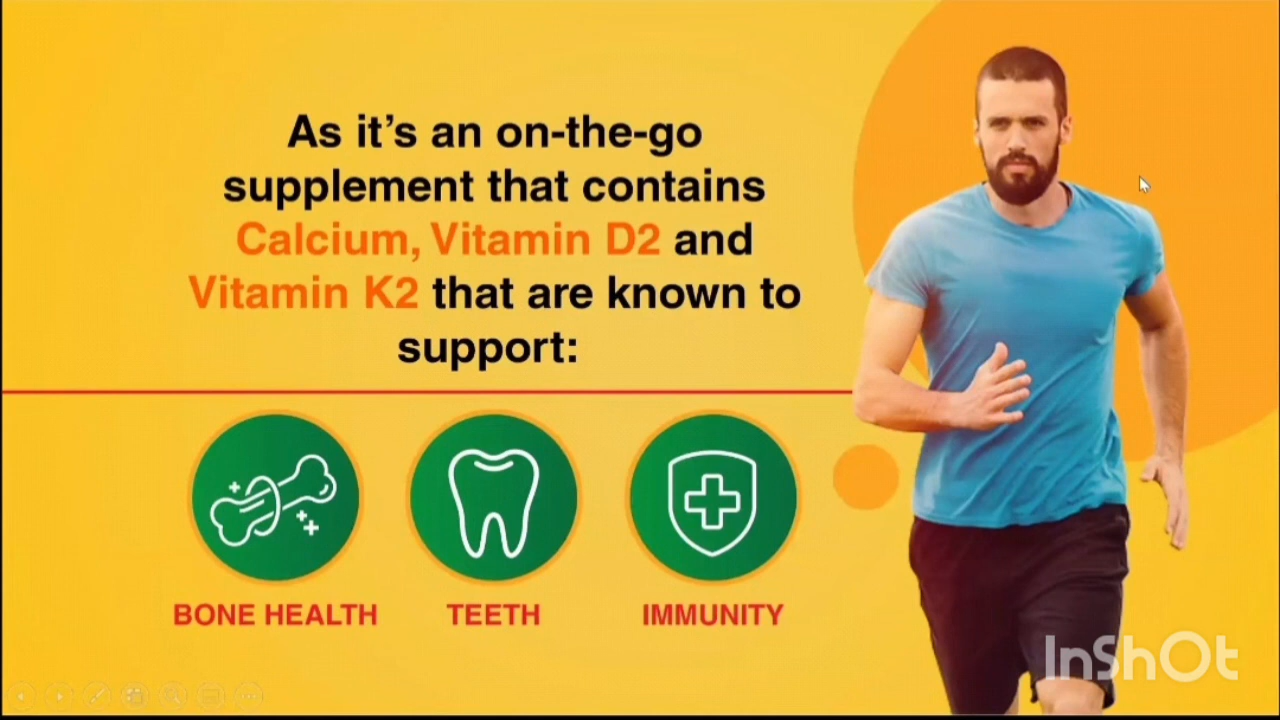 As it’s an on-the-go
supplement that contains
Calcium, Vitamin D2 and
Vitamin K2 that are known to
support:
BONE HEALTH
TEETH
IMMUNITY
InShOt